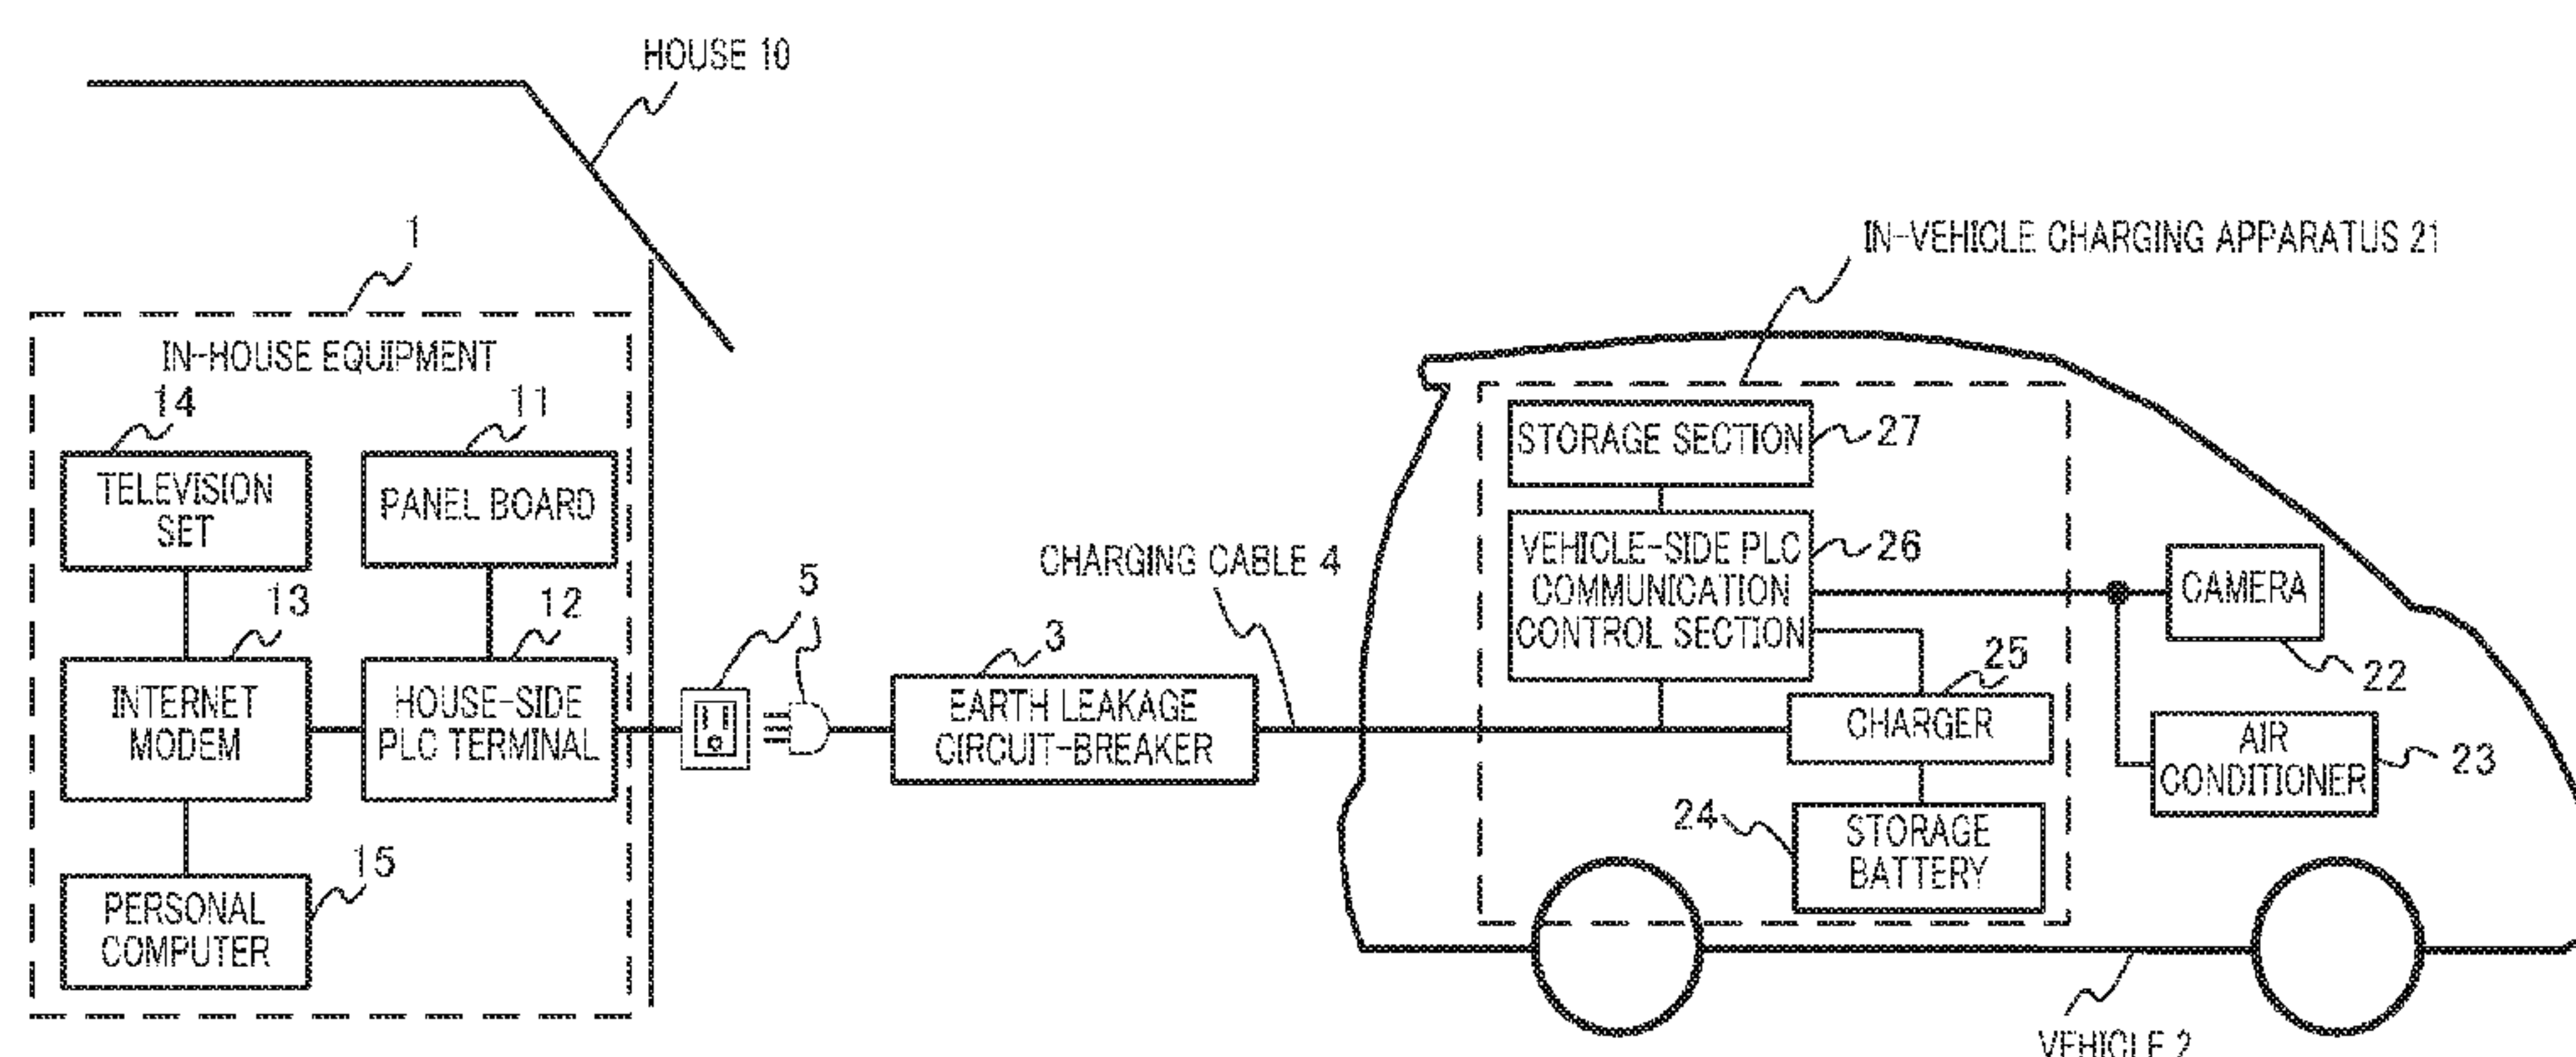 HOUSE 10
1
IN-VEHICLE CHARGING APPARATUS 21
IN-HOUSE EQUIPMENT
14
11
TELEVISION
SET
PANEL BOARD
13
12
INTERNET
MODEM
HOUSE-SIDE
PLC TERMINAL
15
PERSONAL
COMPUTER
5
3
EARTH LEAKAGE
CIRCUIT-BREAKER
CHARGING CABLE 4
STORAGE SECTION
27
VEHICLE-SIDE PLC
COMMUNICATION
CONTROL SECTION
26
25
CHARGER
24
STORAGE
BATTERY
CAMERA
22
AIR
CONDITIONER
23
VEHICLE 2